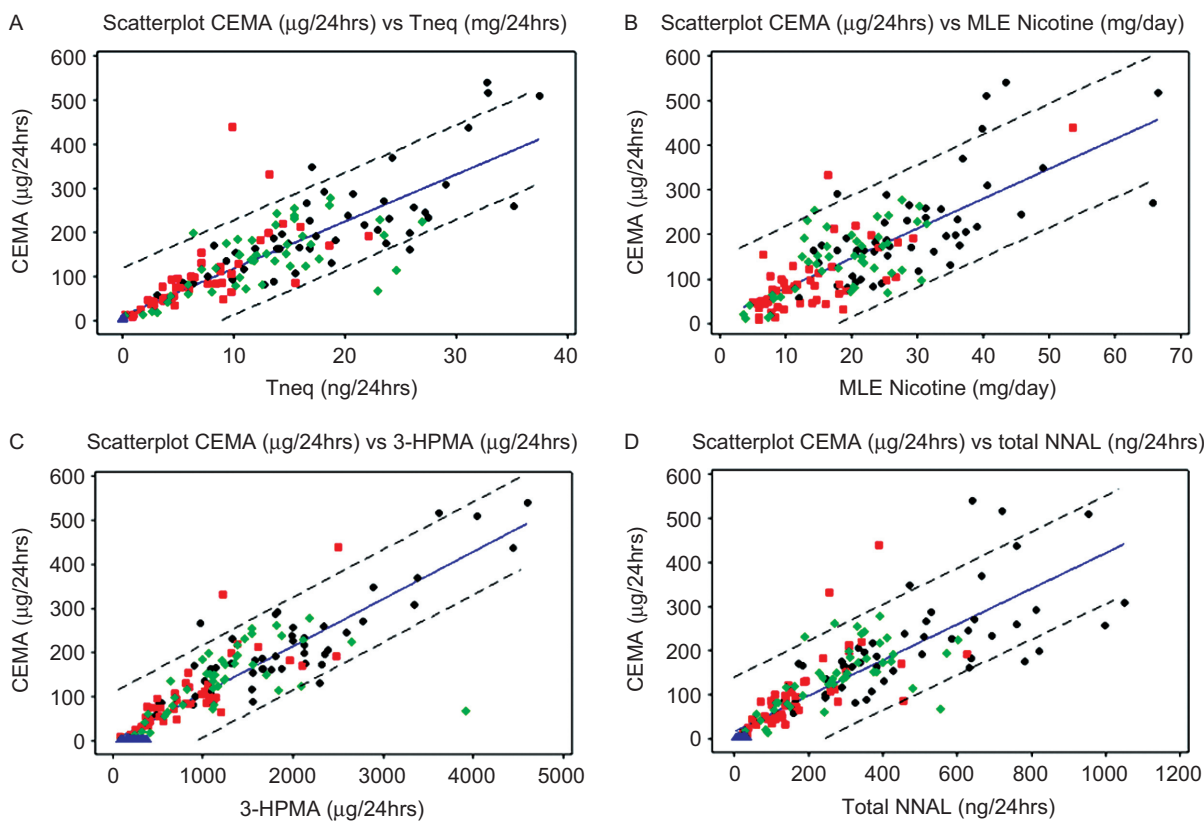 A Scatterplot CEMA (μg/24hrs) vs Tneq (mg/24hrs)
600
500
400
300
200
100
0
CEMA (μg/24hrs)
0 10 20 30 40
Tneq (ng/24hrs)
B Scatterplot CEMA (μg/24hrs) vs MLE Nicotine (mg/day)
600
500
400
300
200
100
0
CEMA (μg/24hrs)
0 10 20 30 40 50 60 70
MLE Nicotine (mg/day)
C Scatterplot CEMA (μg/24hrs) vs 3-HPMA (μg/24hrs)
600
500
400
300
200
100
0
CEMA (μg/24hrs)
0 1000 2000 3000 4000 5000
3-HPMA (μg/24hrs)
D Scatterplot CEMA (μg/24hrs) vs total NNAL (ng/24hrs)
600
500
400
300
200
100
0
CEMA (μg/24hrs)
0 200 400 600 800 1000 1200
Total NNAL (ng/24hrs)